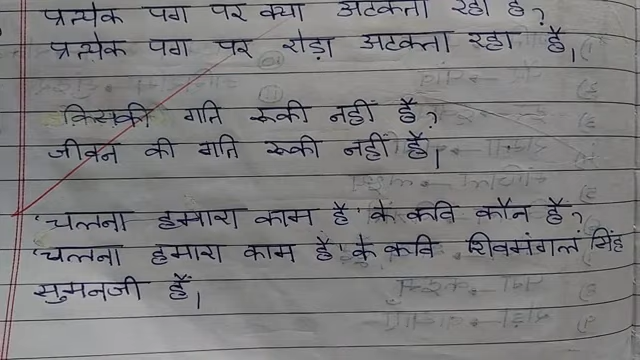 प्रत्येक पग पर क्या अटकता रहा है?
प्रत्येक पग पर रोड़ा अटकता रहा है।
किसकी गति रूकी नहीं है?
जीवन की गति रूकी नहीं है।
'चलना हमारा काम है' के कवि कौन है?
'चलना हमारा काम है' के कवि शिवमंगल सिंह
सुमनजी हैं।